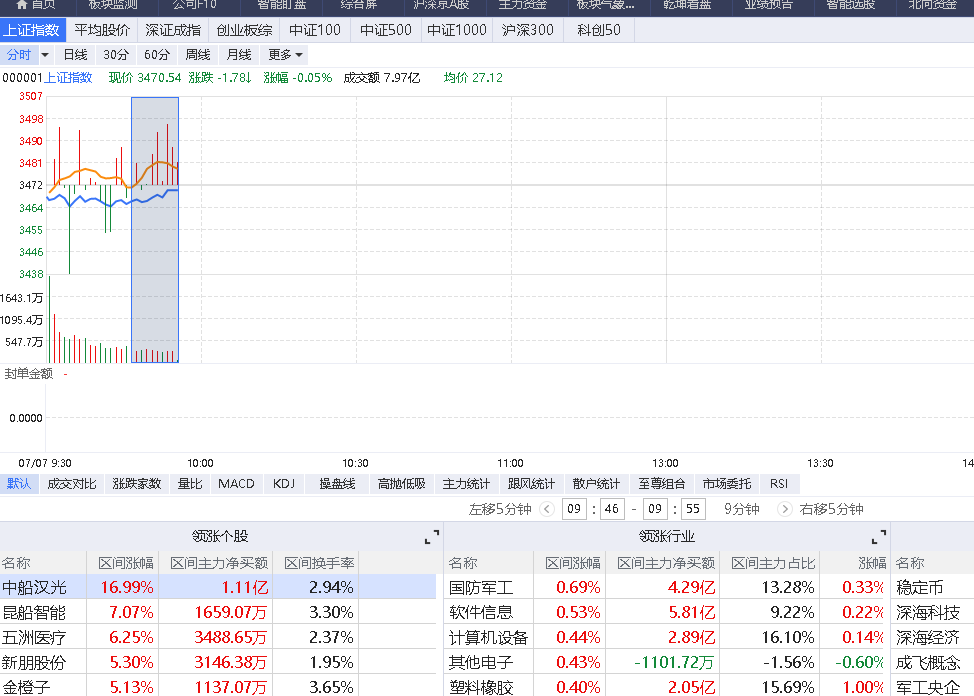 首页 板块监测 公司F10 智能盯盘 综合屏 沪深京A股 主力资金 板块气象... 乾坤看盘 业绩预告 智能选股 北向资金
上证指数 平均股价 深证成指 创业板综 中证100 中证500 中证1000 沪深300 科创50
分时 日线 30分 60分 周线 月线 更多
000001上证指数 现价 3470.54 涨跌 -1.78↓ 涨幅 -0.05% 成交额 7.97亿 均价 27.12
3507
3498
3490
3481
3472
3464
3455
3446
3438
1643.1万
1095.4万
547.7万
封单金额 -
0.0000
07/07 9:30 10:00 10:30 11:00 13:00 13:30 14
默认 成交对比 涨跌家数 量比 MACD KDJ 操盘线 高抛低吸 主力统计 跟风统计 散户统计 至尊组合 市场委托 RSI
左移5分钟 09 : 46 - 09 : 55 9分钟 右移5分钟
领涨个股 领涨行业
名称 区间涨幅 区间主力净买额 区间换手率 名称 区间涨幅 区间主力净买额 区间主力占比 涨幅 名称
中船汉光 16.99% 1.11亿 2.94% 国防军工 0.69% 4.29亿 13.28% 0.33% 稳定币
昆船智能 7.07% 1659.07万 3.30% 软件信息 0.53% 5.81亿 9.22% 0.22% 深海科技
五洲医疗 6.25% 3488.65万 2.37% 计算机设备 0.44% 2.89亿 16.10% 0.14% 深海经济
新朋股份 5.30% 3146.38万 1.95% 其他电子 0.43% -1101.72万 -1.56% -0.60% 成飞概念
金橙子 5.13% 1137.07万 3.65% 塑料橡胶 0.40% 2.05亿 15.69% 1.00% 军工央企